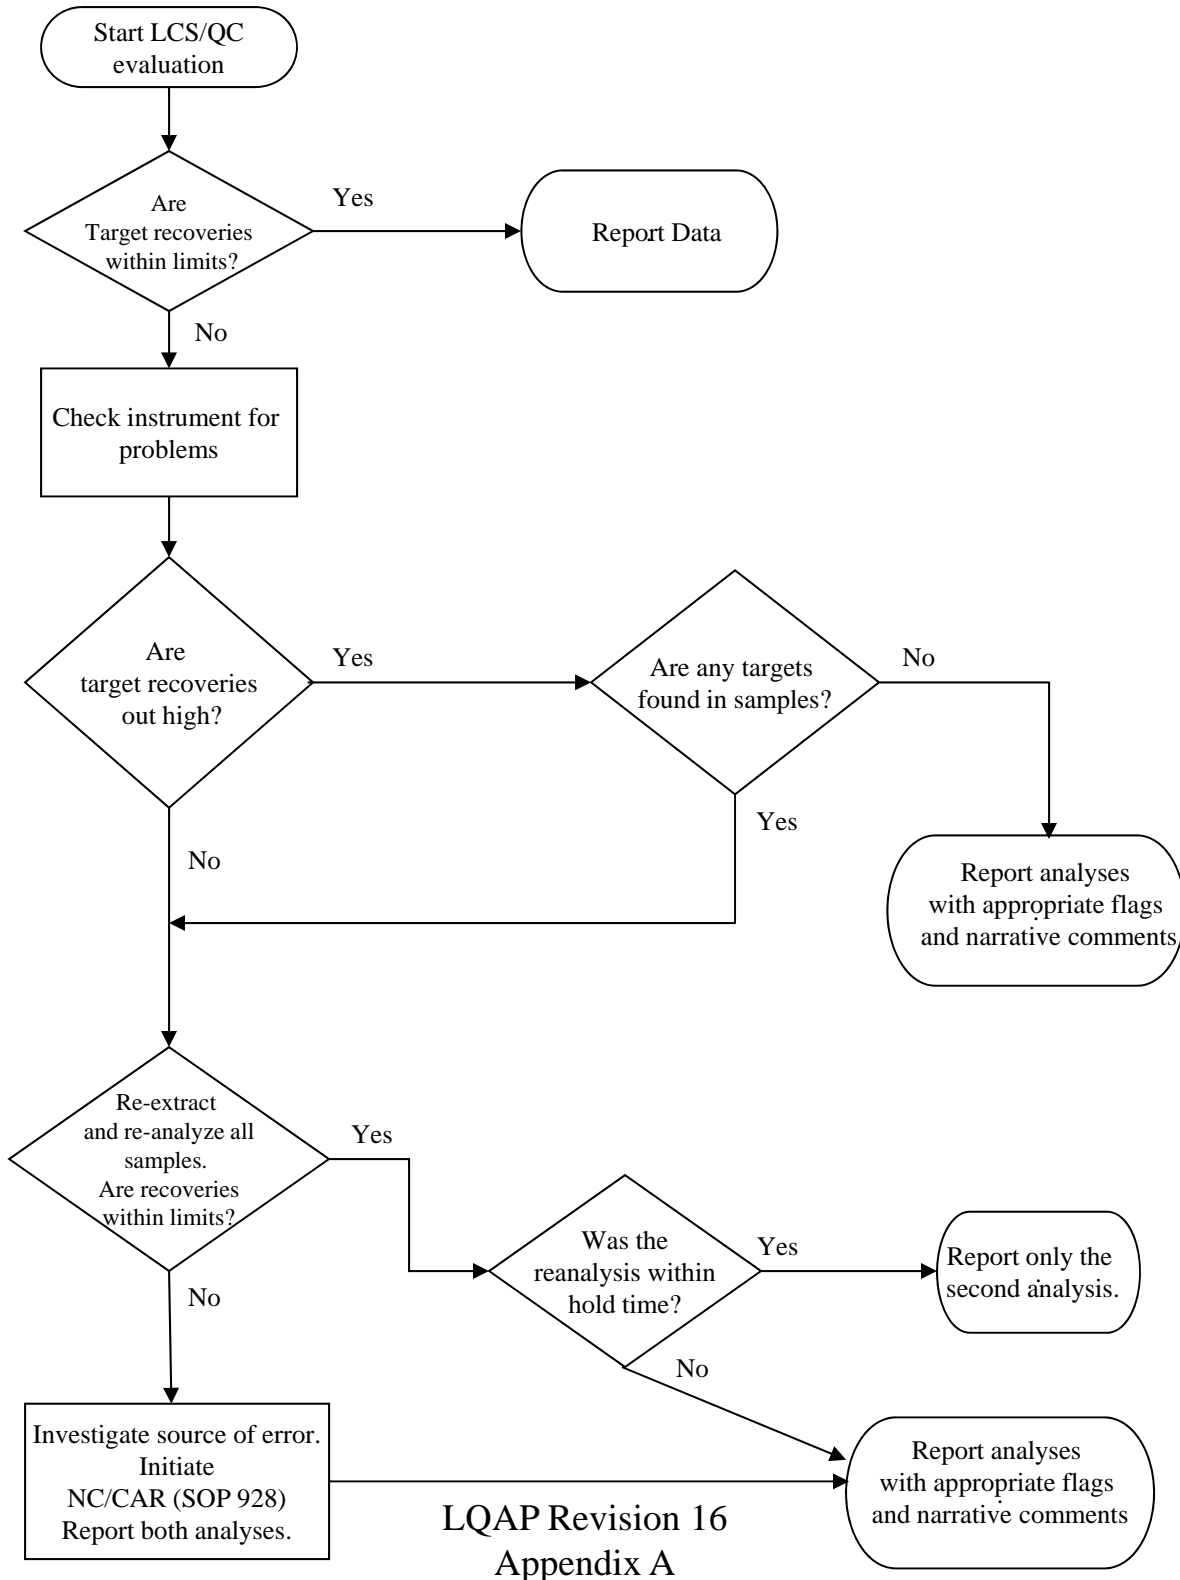 Start LCS/QC
evaluation
Are
Target recoveries
within limits?
Yes
Report Data
No
Check instrument for
problems
Are
target recoveries
out high?
Yes
Are any targets
found in samples?
No
Yes
No
Report analyses
with appropriate flags
and narrative comments
Re-extract
and re-analyze all
samples.
Are recoveries
within limits?
Yes
Was the
reanalysis within
hold time?
Yes
Report only the
second analysis.
No
No
Investigate source of error.
Initiate
NC/CAR (SOP 928)
Report both analyses.
Report analyses
with appropriate flags
and narrative comments
LQAP Revision 16
Appendix A